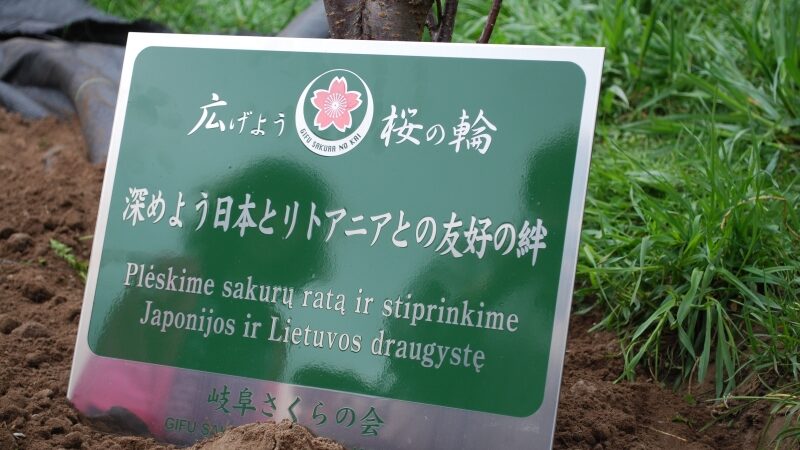 広げよう 桜の輪
GIFU SAKURA NO KAI
深めよう日本とリトアニアとの友好の絆
Plėskime sakurų ratą ir stiprinkime
Japonijos ir Lietuvos draugystę
岐阜さくらの会
GIFU